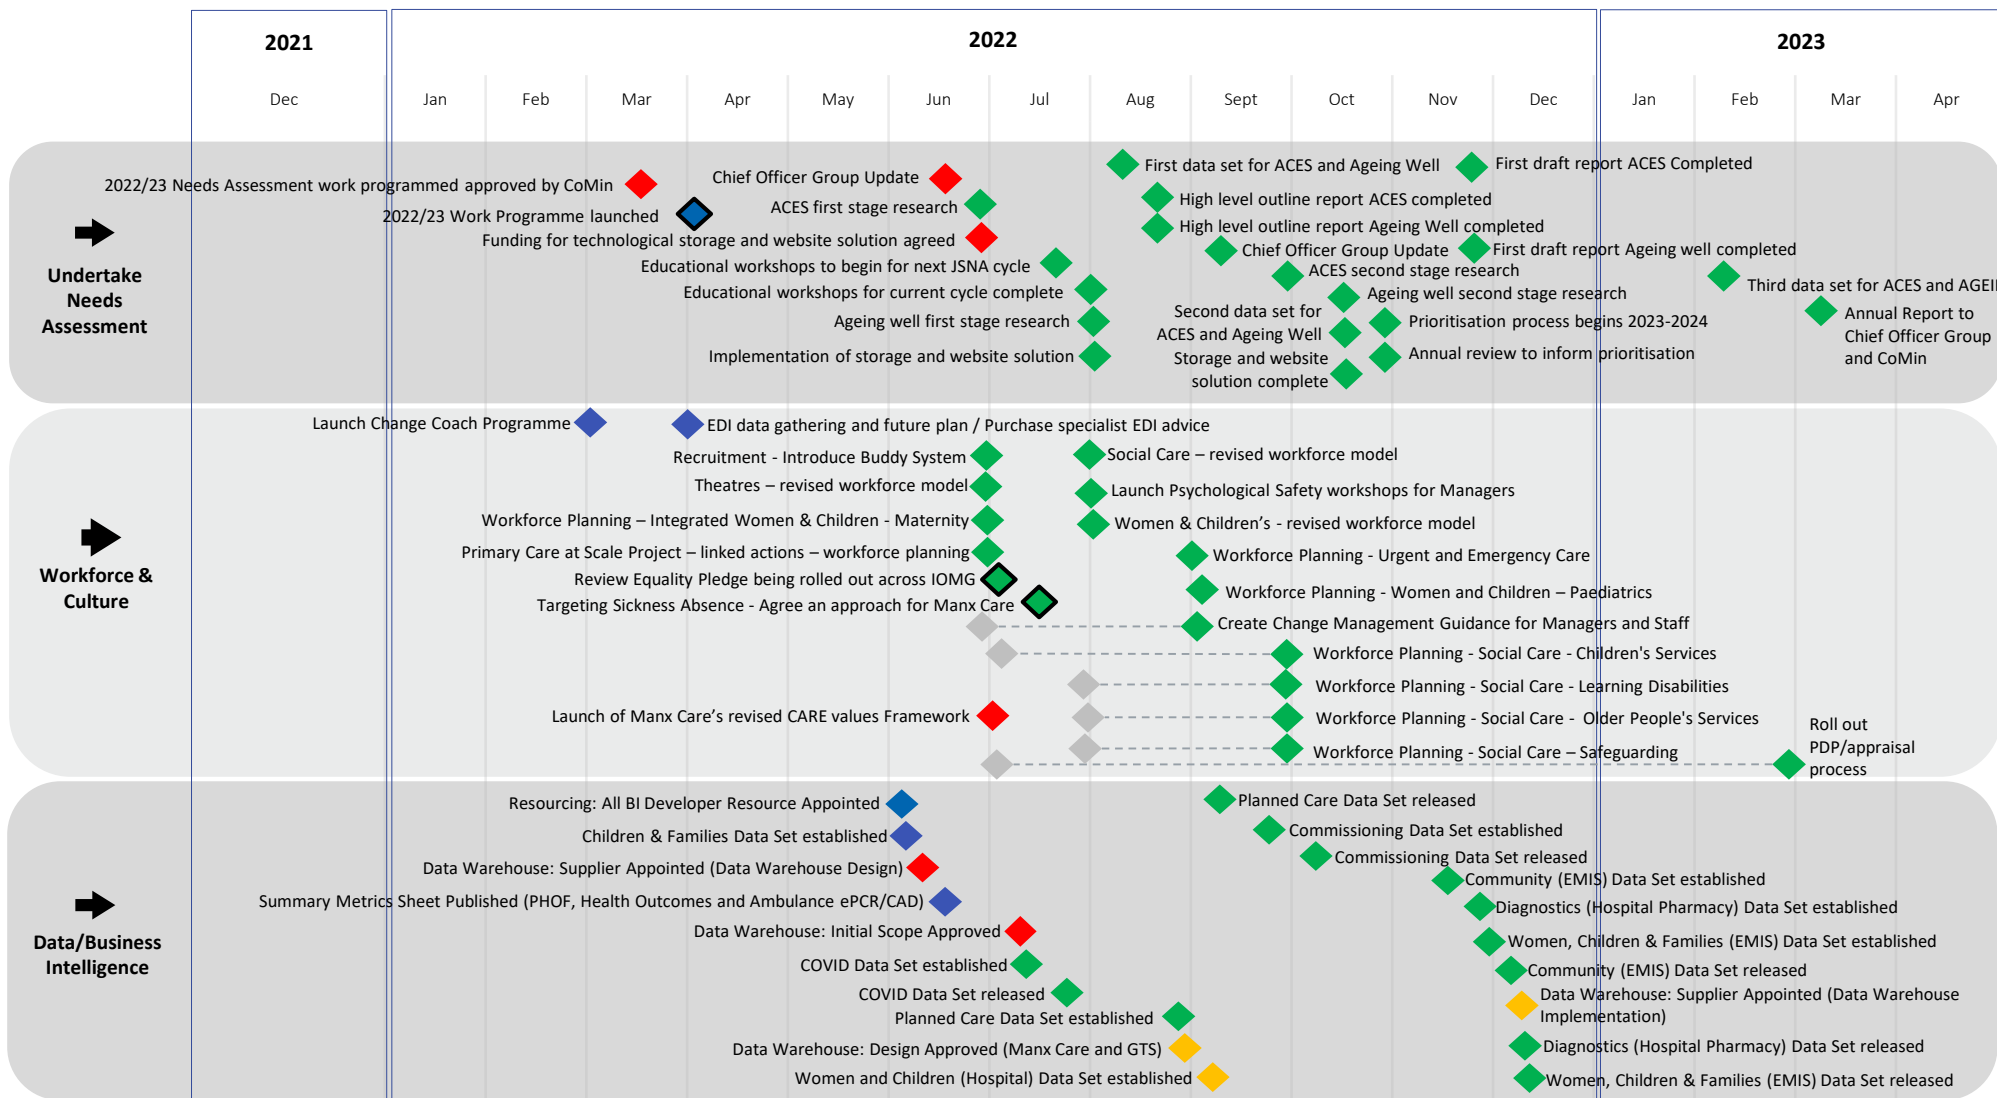 2021
2022
2023
Dec
Jan
Feb
Mar
Apr
May
Jun
Jul
Aug
Sept
Oct
Nov
Dec
Jan
Feb
Mar
Apr
Undertake
Needs
Assessment
2022/23 Needs Assessment work programmed approved by CoMin
2022/23 Work Programme launched
Chief Officer Group Update
ACES first stage research
Funding for technological storage and website solution agreed
Educational workshops to begin for next JSNA cycle
Educational workshops for current cycle complete
Ageing well first stage research
Implementation of storage and website solution
First data set for ACES and Ageing Well
High level outline report ACES completed
High level outline report Ageing Well completed
Chief Officer Group Update
ACES second stage research
Ageing well second stage research
Second data set for
ACES and Ageing Well
Storage and website
solution complete
Prioritisation process begins 2023-2024
Annual review to inform prioritisation
First draft report ACES Completed
First draft report Ageing well completed
Third data set for ACES and AGEI
Annual Report to
Chief Officer Group
and CoMin
Workforce &
Culture
Launch Change Coach Programme
EDI data gathering and future plan / Purchase specialist EDI advice
Recruitment - Introduce Buddy System
Theatres – revised workforce model
Workforce Planning – Integrated Women & Children - Maternity
Primary Care at Scale Project – linked actions – workforce planning
Review Equality Pledge being rolled out across IOMG
Targeting Sickness Absence - Agree an approach for Manx Care
Launch of Manx Care’s revised CARE values Framework
Social Care – revised workforce model
Launch Psychological Safety workshops for Managers
Women & Children’s - revised workforce model
Workforce Planning - Urgent and Emergency Care
Workforce Planning - Women and Children – Paediatrics
Create Change Management Guidance for Managers and Staff
Workforce Planning - Social Care - Children's Services
Workforce Planning - Social Care - Learning Disabilities
Workforce Planning - Social Care - Older People's Services
Workforce Planning - Social Care – Safeguarding
Roll out
PDP/appraisal
process
Data/Business
Intelligence
Resourcing: All BI Developer Resource Appointed
Children & Families Data Set established
Data Warehouse: Supplier Appointed (Data Warehouse Design)
Summary Metrics Sheet Published (PHOF, Health Outcomes and Ambulance ePCR/CAD)
Data Warehouse: Initial Scope Approved
COVID Data Set established
COVID Data Set released
Planned Care Data Set established
Data Warehouse: Design Approved (Manx Care and GTS)
Women and Children (Hospital) Data Set established
Planned Care Data Set released
Commissioning Data Set established
Commissioning Data Set released
Community (EMIS) Data Set established
Diagnostics (Hospital Pharmacy) Data Set established
Women, Children & Families (EMIS) Data Set established
Community (EMIS) Data Set released
Data Warehouse: Supplier Appointed (Data Warehouse
Implementation)
Diagnostics (Hospital Pharmacy) Data Set released
Women, Children & Families (EMIS) Data Set released